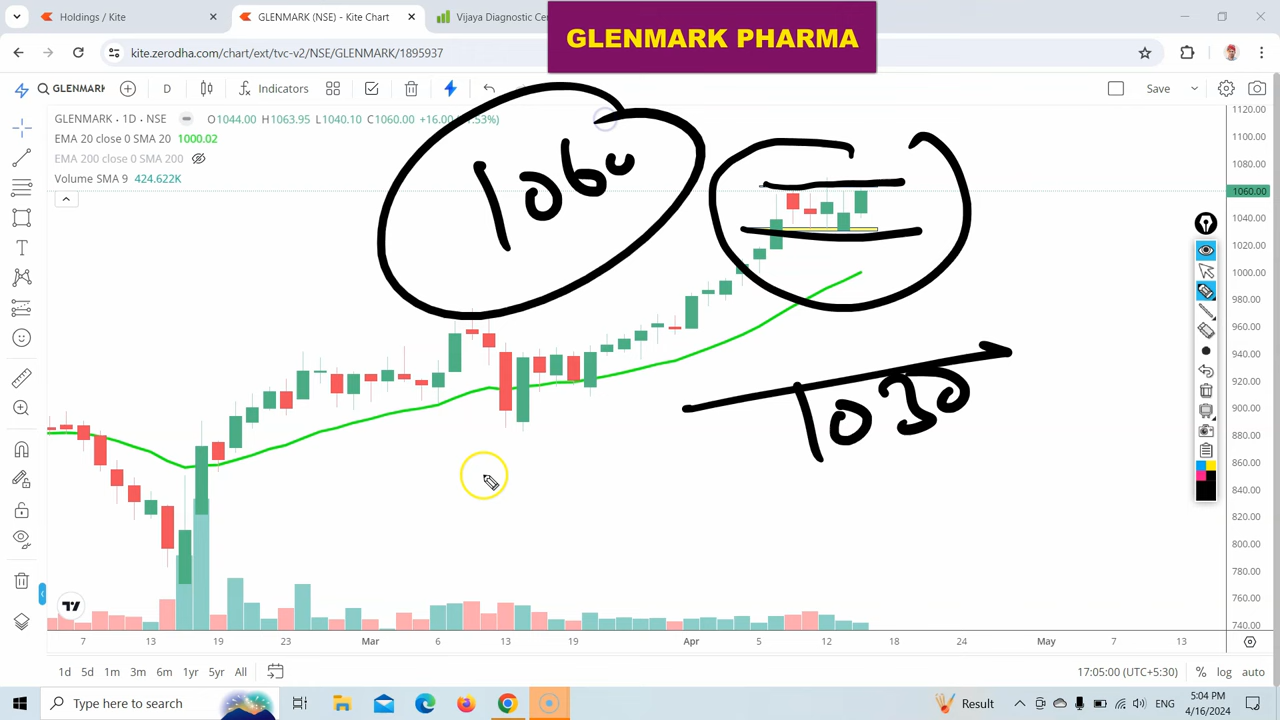 Holdings / Kite
GLENMARK (NSE) - Kite Chart
Vijaya Diagnostic Cen
GLENMARK PHARMA
kite.zerodha.com/chart/ext/tvc-v2/NSE/GLENMARK/1895937
GLENMARK
D
Indicators
Save
GLENMARK · 1D · NSE
O1044.00 H1063.95 L1040.10 C1060.00 +16.00
53%)
EMA 20 close 0 SMA 20 1000.02
EMA 200 close 0 SMA 200
Volume SMA 9 424.622K
1060
1030
1120.00
1100.00
1080.00
1060.00
1040.00
1020.00
1000.00
980.00
960.00
940.00
920.00
900.00
880.00
860.00
840.00
820.00
800.00
780.00
760.00
740.00
7 13 19 23 Mar 6 13 19 Apr 5 12 18 24 May 7 13
1d 5d 1m 3m 6m 1yr 5yr All
17:05:00 (UTC+5:30) % log auto
Type here to search
Result
ENG
5:04 PM
4/16/2024